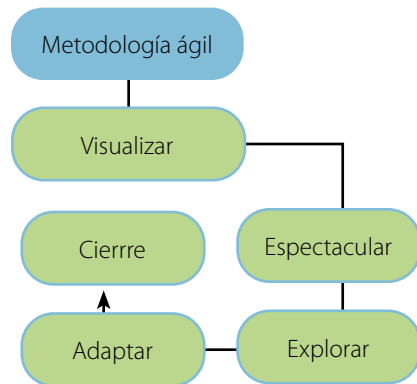 Metodología ágil
Visualizar
Espectacular
Explorar
Adaptar
Cierrre